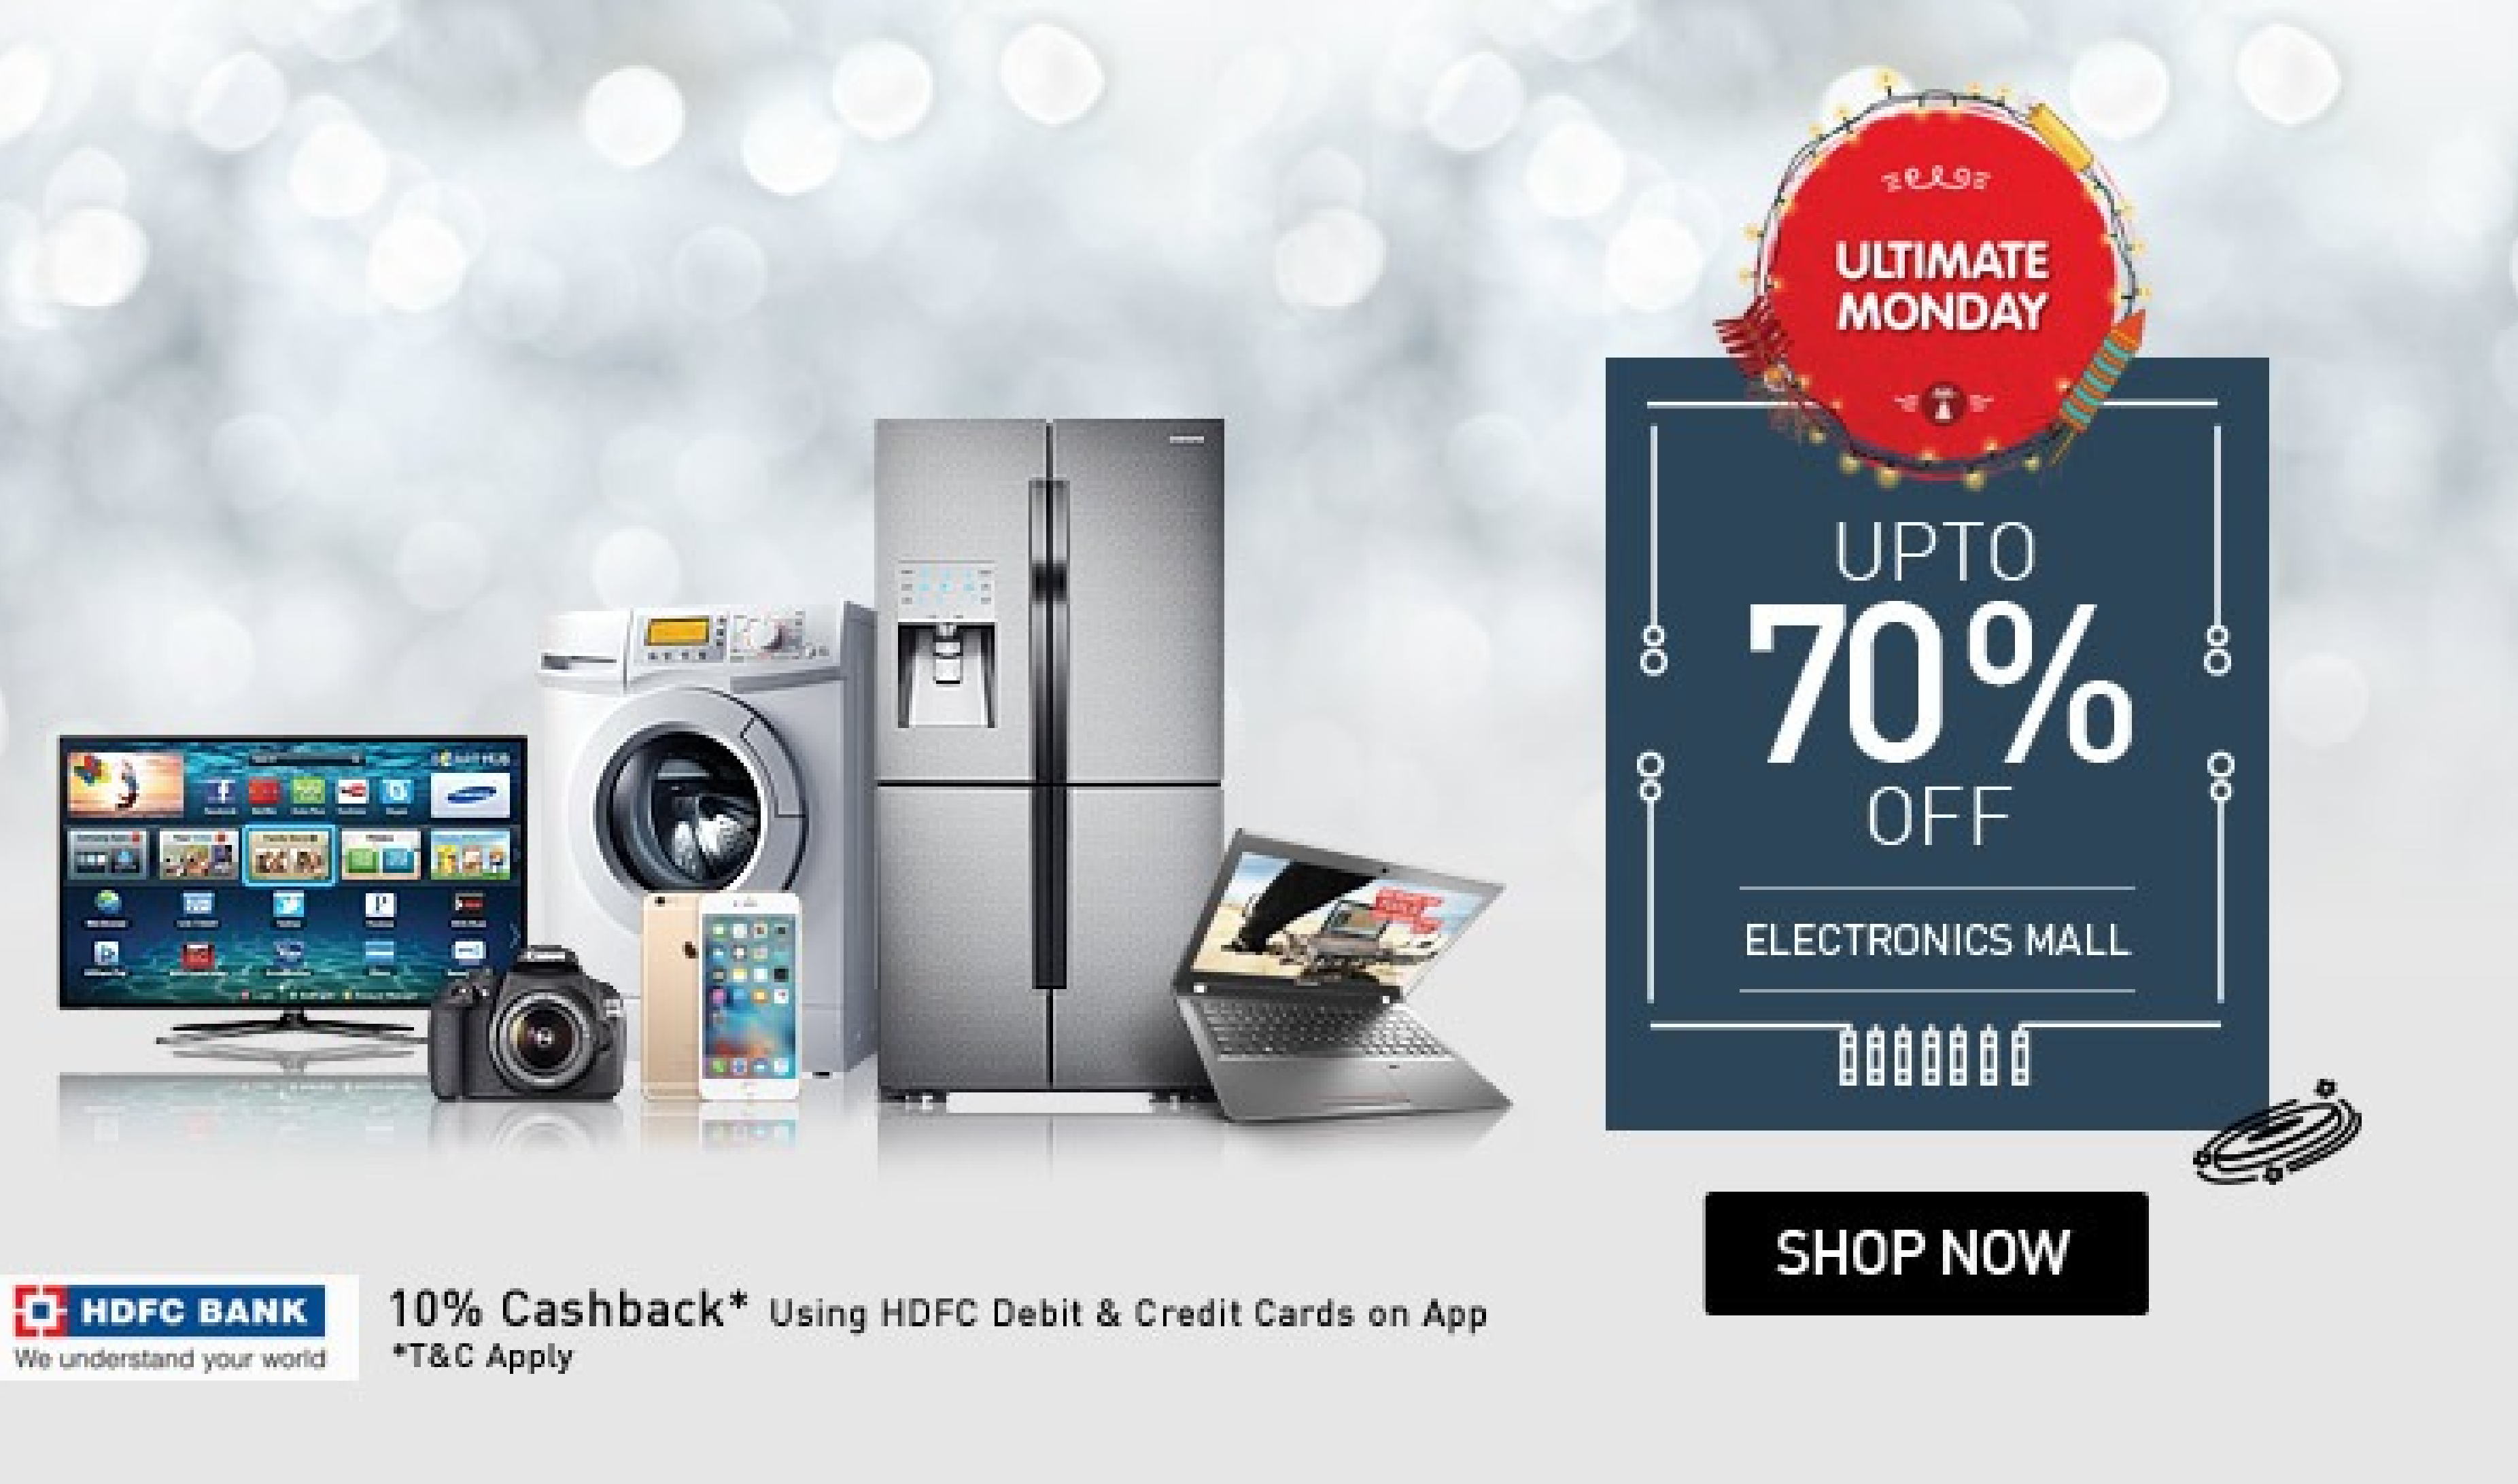 ULTIMATE
MONDAY
UPTO
70%
OFF
ELECTRONICS MALL
SHOP NOW
HDFC BANK
We understand your world
10% Cashback* Using HDFC Debit & Credit Cards on App
*T&C Apply